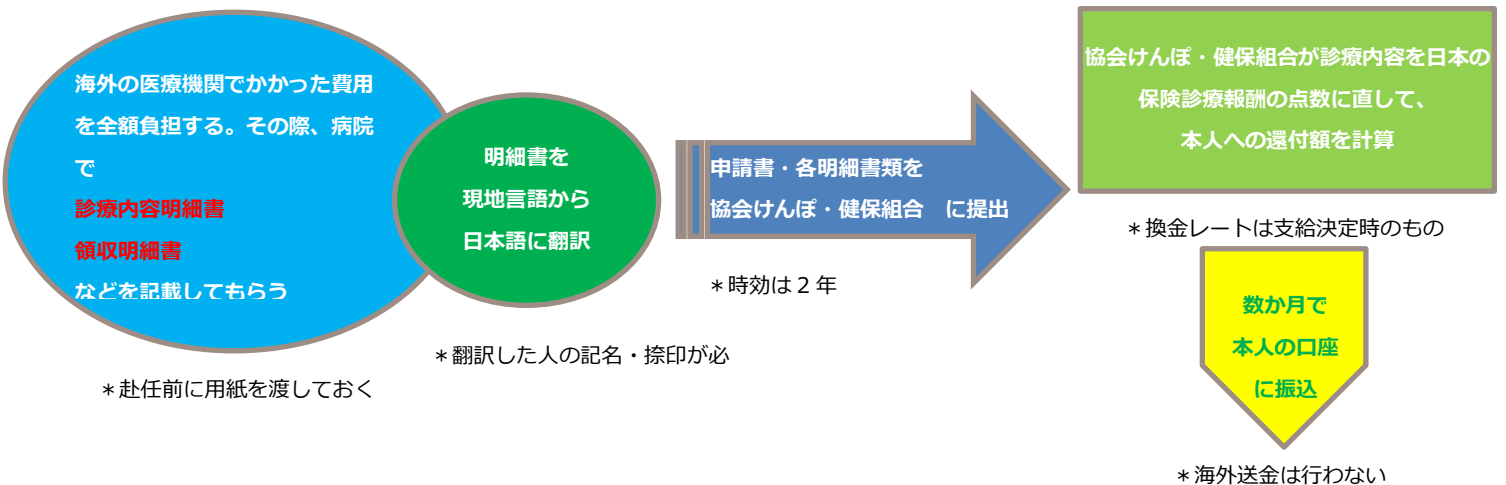 海外の医療機関でかかった費用
を全額負担する。その際、病院
で
診療内容明細書
領収明細書
などを記載してもらう
＊赴任前に用紙を渡しておく
明細書を
現地言語から
日本語に翻訳
＊翻訳した人の記名・捺印が必
申請書・各明細書類を
協会けんぽ・健保組合　に提出
＊時効は２年
協会けんぽ・健保組合が診療内容を日本の
保険診療報酬の点数に直して、
本人への還付額を計算
＊換金レートは支給決定時のもの
数か月で
本人の口座
に振込
＊海外送金は行わない